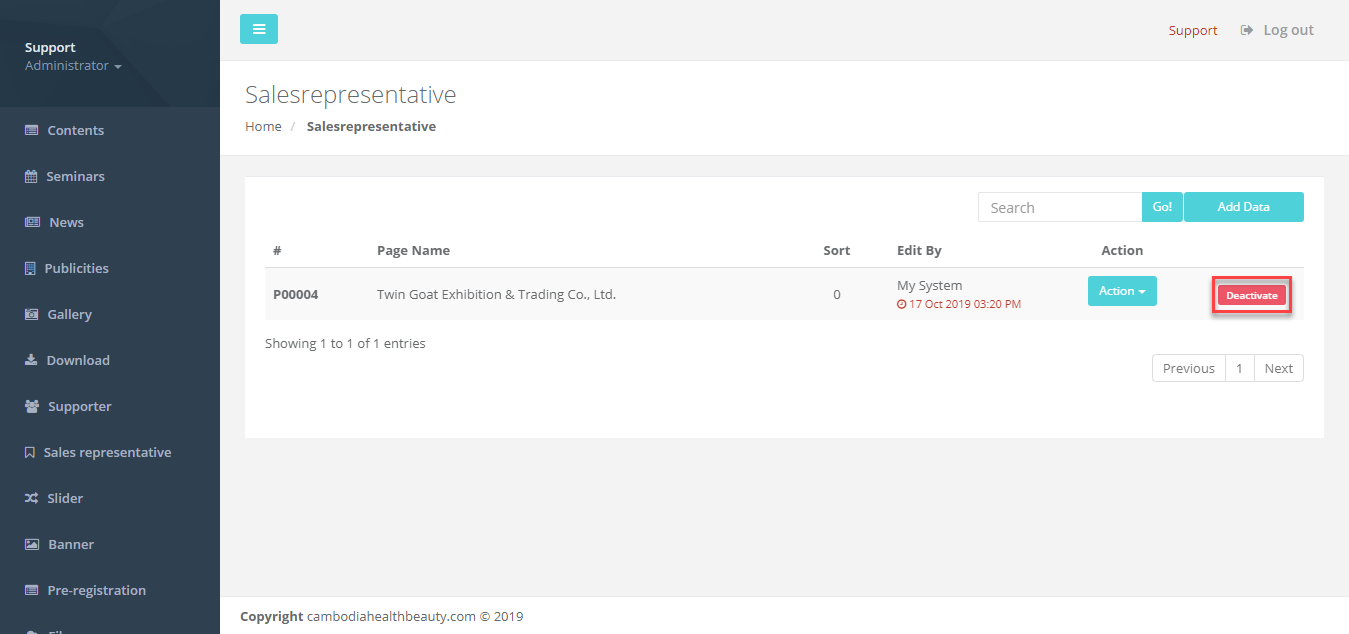 Support
Administrator
Contents
Seminars
News
Publicities
Gallery
Download
Supporter
Sales representative
Slider
Banner
Pre-registration
Support Log out
Salesrepresentative
Home / Salesrepresentative
Search Go! Add Data
# Page Name Sort Edit By Action
P00004 Twin Goat Exhibition & Trading Co., Ltd. 0 My System Action Deactivate
17 Oct 2019 03:20 PM
Showing 1 to 1 of 1 entries
Previous 1 Next
Copyright cambodiahealthbeauty.com © 2019